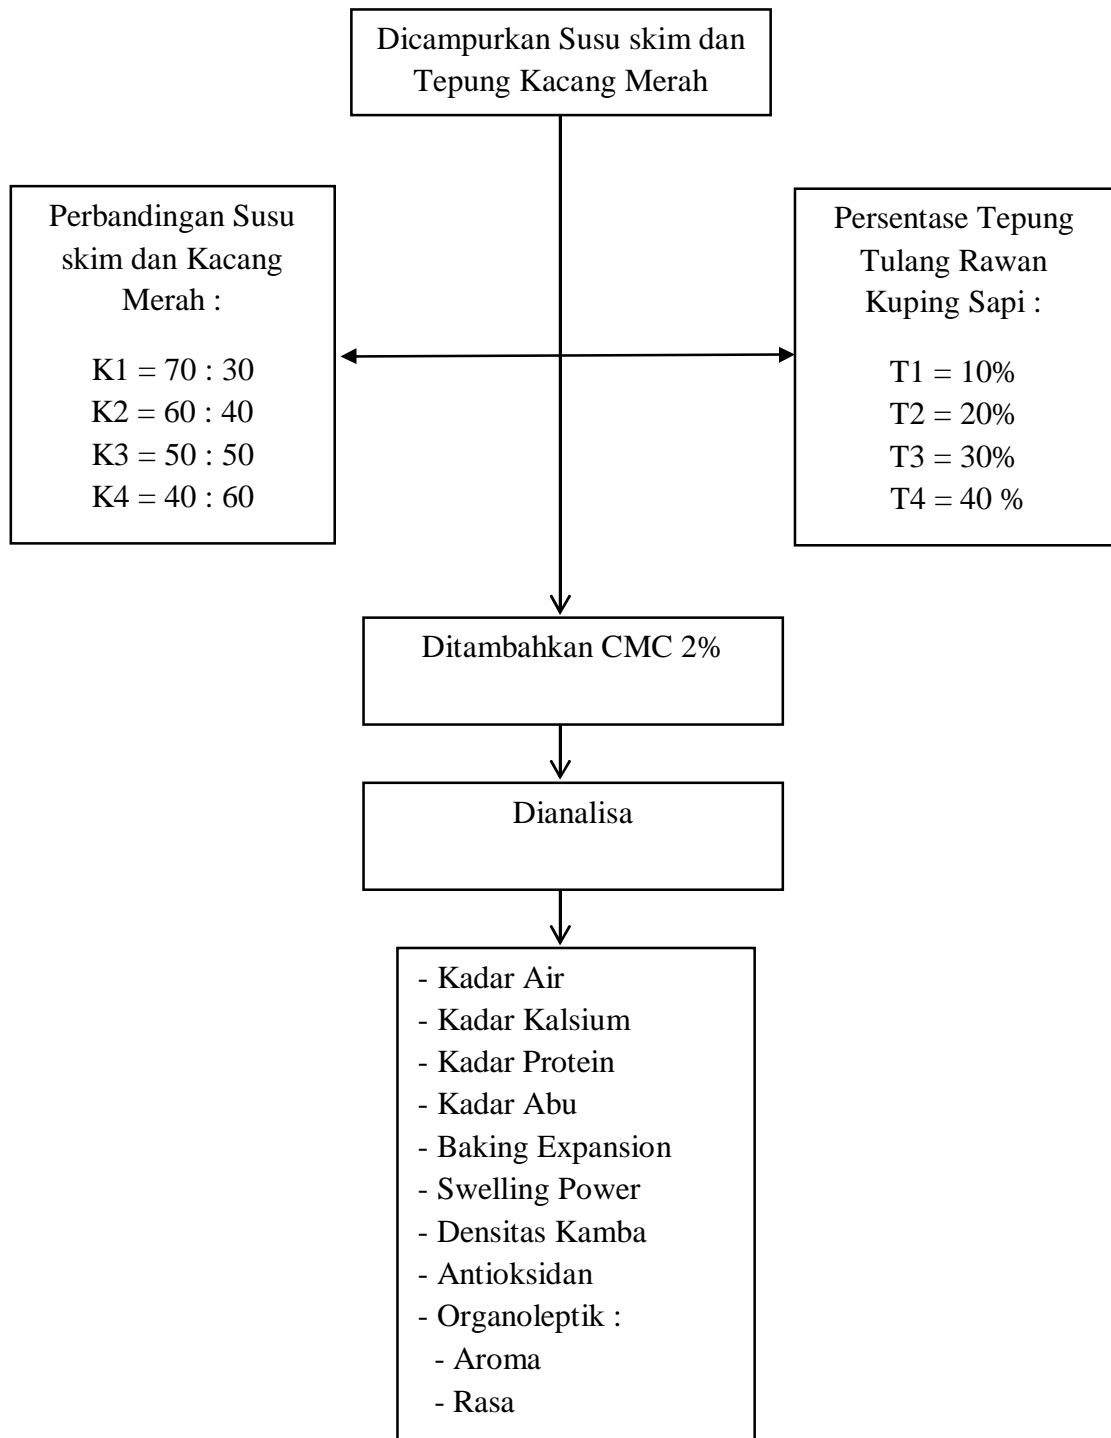 Dicampurkan Susu skim dan
Tepung Kacang Merah
Perbandingan Susu
skim dan Kacang
Merah :
K1 = 70 : 30
K2 = 60 : 40
K3 = 50 : 50
K4 = 40 : 60
Persentase Tepung
Tulang Rawan
Kuping Sapi :
T1 = 10%
T2 = 20%
T3 = 30%
T4 = 40 %
Ditambahkan CMC 2%
Dianalisa
- Kadar Air
- Kadar Kalsium
- Kadar Protein
- Kadar Abu
- Baking Expansion
- Swelling Power
- Densitas Kamba
- Antioksidan
- Organoleptik :
- Aroma
- Rasa